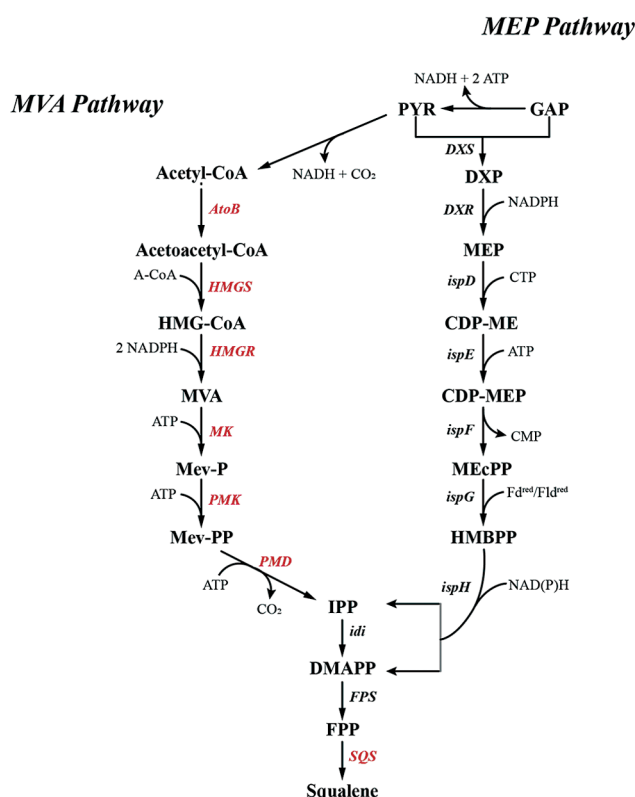 MEP Pathway
MVA Pathway
NADH + 2 ATP
PYR
GAP
DXS
NADH + CO₂
Acetyl-CoA
DXP
AtoB
DXR
NADPH
Acetoacetyl-CoA
MEP
A-CoA
HMGS
ispD
CTP
HMG-CoA
CDP-ME
2 NADPH
HMGR
ispE
ATP
MVA
CDP-MEP
ATP
MK
ispF
CMP
Mev-P
MEcPP
ATP
PMK
ispG
Fdʳᵉᵈ/Fldʳᵉᵈ
Mev-PP
HMBPP
PMD
ATP
CO₂
ispH
NAD(P)H
IPP
idi
DMAPP
FPS
FPP
SQS
Squalene